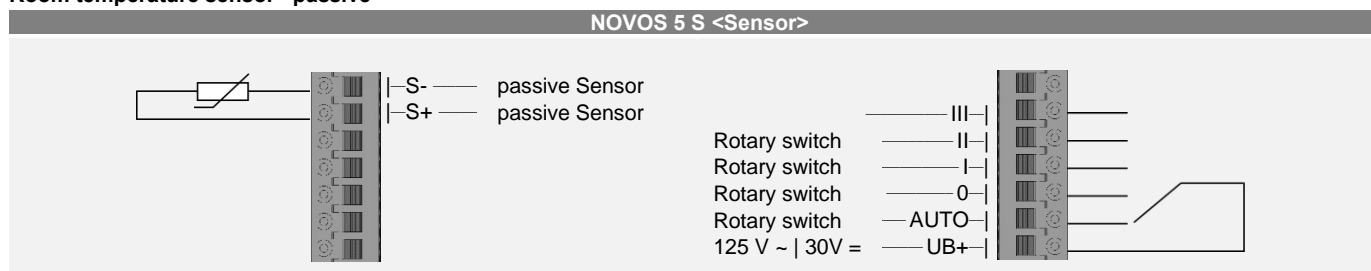 Room temperature sensor - passive
NOVOS 5 S <Sensor>
S- passive Sensor
S+ passive Sensor
III
Rotary switch II
Rotary switch I
Rotary switch 0
Rotary switch AUTO
125 V ~ | 30V = UB+